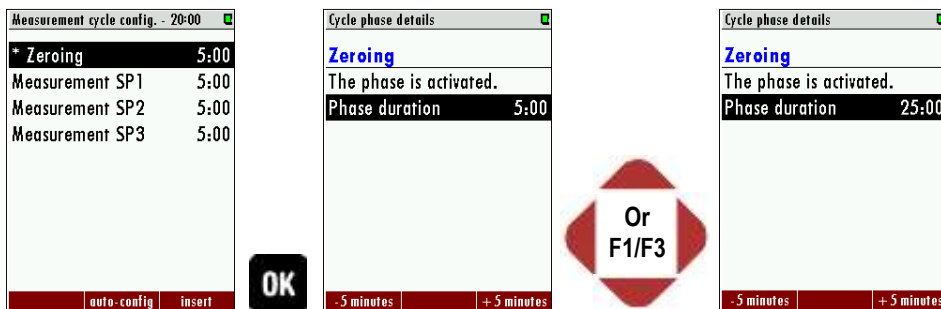 Measurement cycle config. - 20:00
* Zeroing 5:00
Measurement SP1 5:00
Measurement SP2 5:00
Measurement SP3 5:00
auto-config insert
OK
Cycle phase details
Zeroing
The phase is activated.
Phase duration 5:00
- 5 minutes + 5 minutes
Or
F1/F3
Cycle phase details
Zeroing
The phase is activated.
Phase duration 25:00
- 5 minutes + 5 minutes